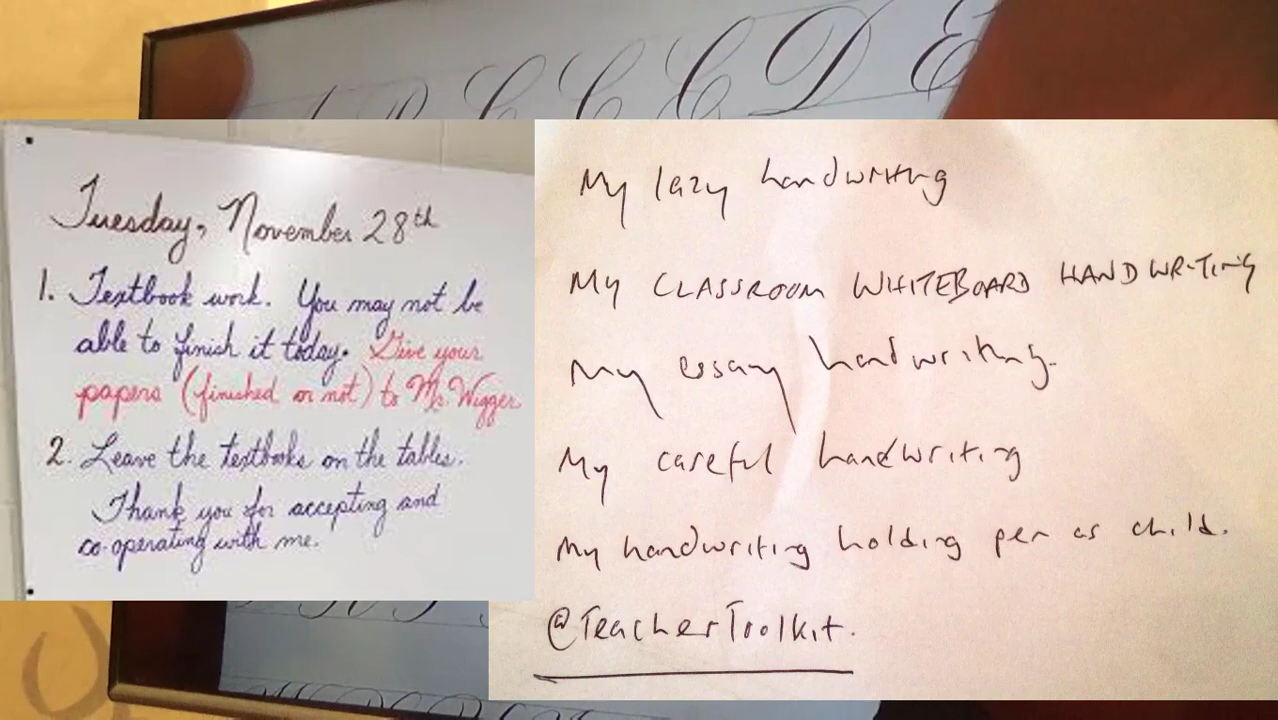 C C C D E
Tuesday, November 28th
1. Textbook work. You may not be
able to finish it today. Give your
papers (finished or not) to Mr. Wigger
2. Leave the textbooks on the tables.
Thank you for accepting and
co-operating with me.
My lazy handwriting
My CLASSROOM WHITEBOARD HANDWRITING
My essay handwriting.
My careful handwriting
My handwriting holding pen as child.
@TeacherToolkit.